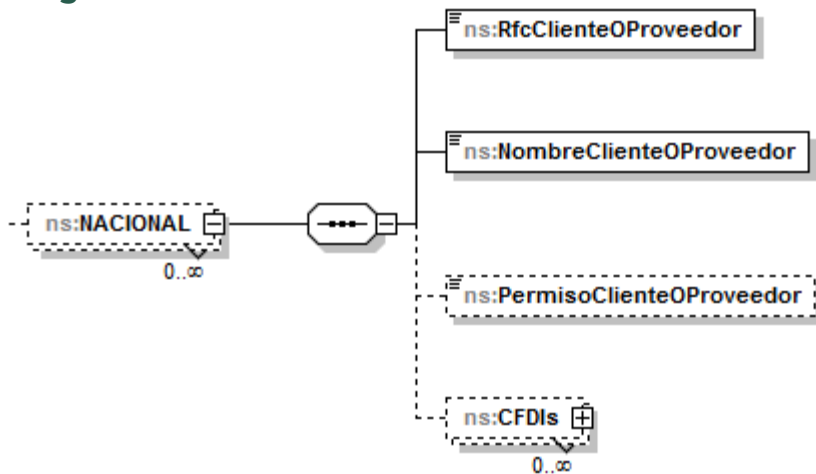 ns:RfcClienteOProveedor
ns:NombreClienteOProveedor
ns:NACIONAL
0..∞
ns:PermisoClienteOProveedor
ns:CFDIs
0..∞